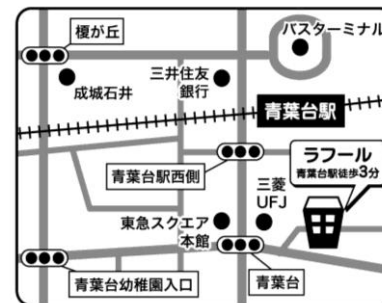 榎が丘
バスターミナル
成城石井
三井住友
銀行
青葉台駅
ラフール
青葉台駅徒歩3分
青葉台駅西側
三菱
UFJ
東急スクエア
本館
青葉台幼稚園入口
青葉台